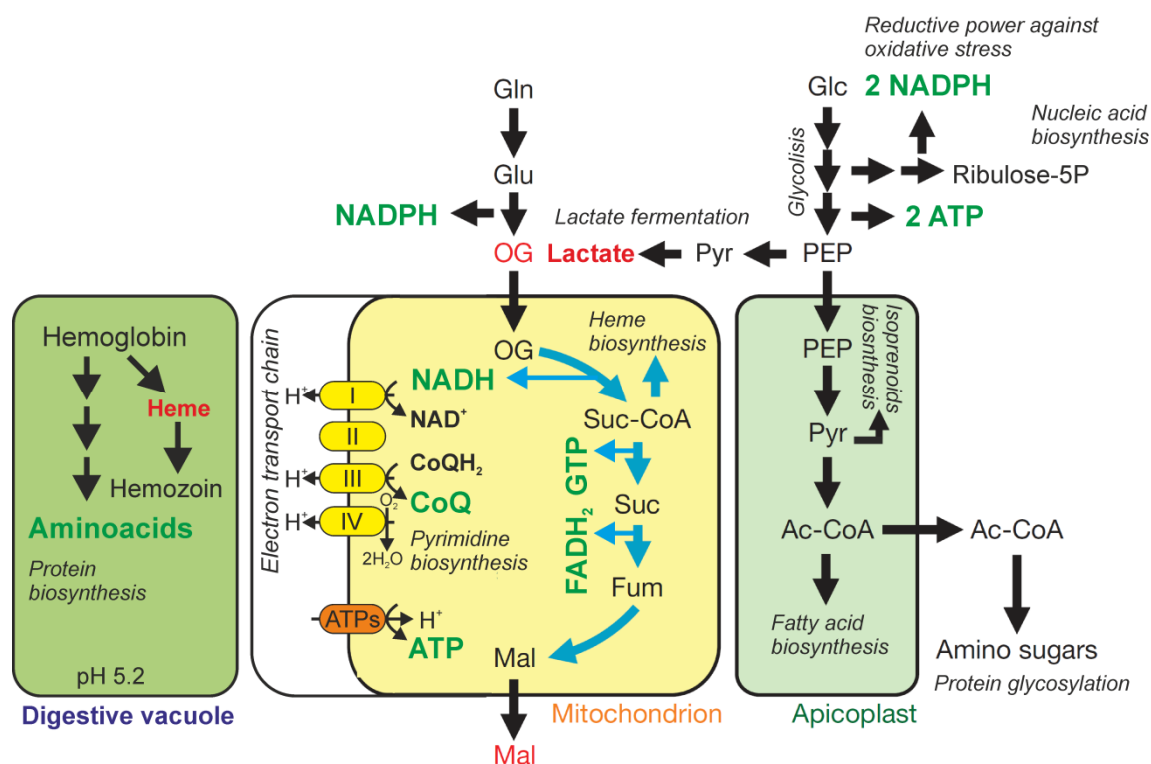 Reductive power against
oxidative stress
Gln
Glc 2 NADPH
Nucleic acid
biosynthesis
Glycolisis
Glu
Ribulose-5P
NADPH
Lactate fermentation
2 ATP
OG Lactate Pyr PEP
Hemoglobin
Heme
Hemozoin
Aminoacids
Protein
biosynthesis
pH 5.2
Digestive vacuole
Electron transport chain
OG
Heme
biosynthesis
NADH
H⁺ I
NAD⁺
Suc-CoA
II
CoQH₂
GTP
H⁺ III
CoQ
O₂
Suc
H⁺ IV
2H₂O
Pyrimidine
biosynthesis
FADH₂
Fum
ATPs H⁺
ATP
Mal
Mitochondrion
Mal
PEP
Isoprenoids
biosnthesis
Pyr
Ac-CoA Ac-CoA
Fatty acid
biosynthesis
Amino sugars
Protein glycosylation
Apicoplast